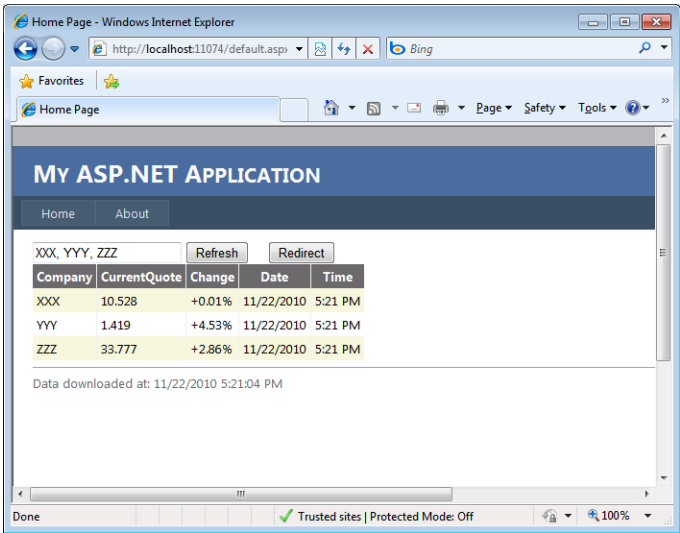 Home Page - Windows Internet Explorer
http://localhost:11074/default.asp
Bing
Favorites
Home Page
Page Safety Tools
MY ASP.NET APPLICATION
Home About
XXX, YYY, ZZZ Refresh Redirect
Company CurrentQuote Change Date Time
XXX 10.528 +0.01% 11/22/2010 5:21 PM
YYY 1.419 +4.53% 11/22/2010 5:21 PM
ZZZ 33.777 +2.86% 11/22/2010 5:21 PM
Data downloaded at: 11/22/2010 5:21:04 PM
Done Trusted sites | Protected Mode: Off 100%